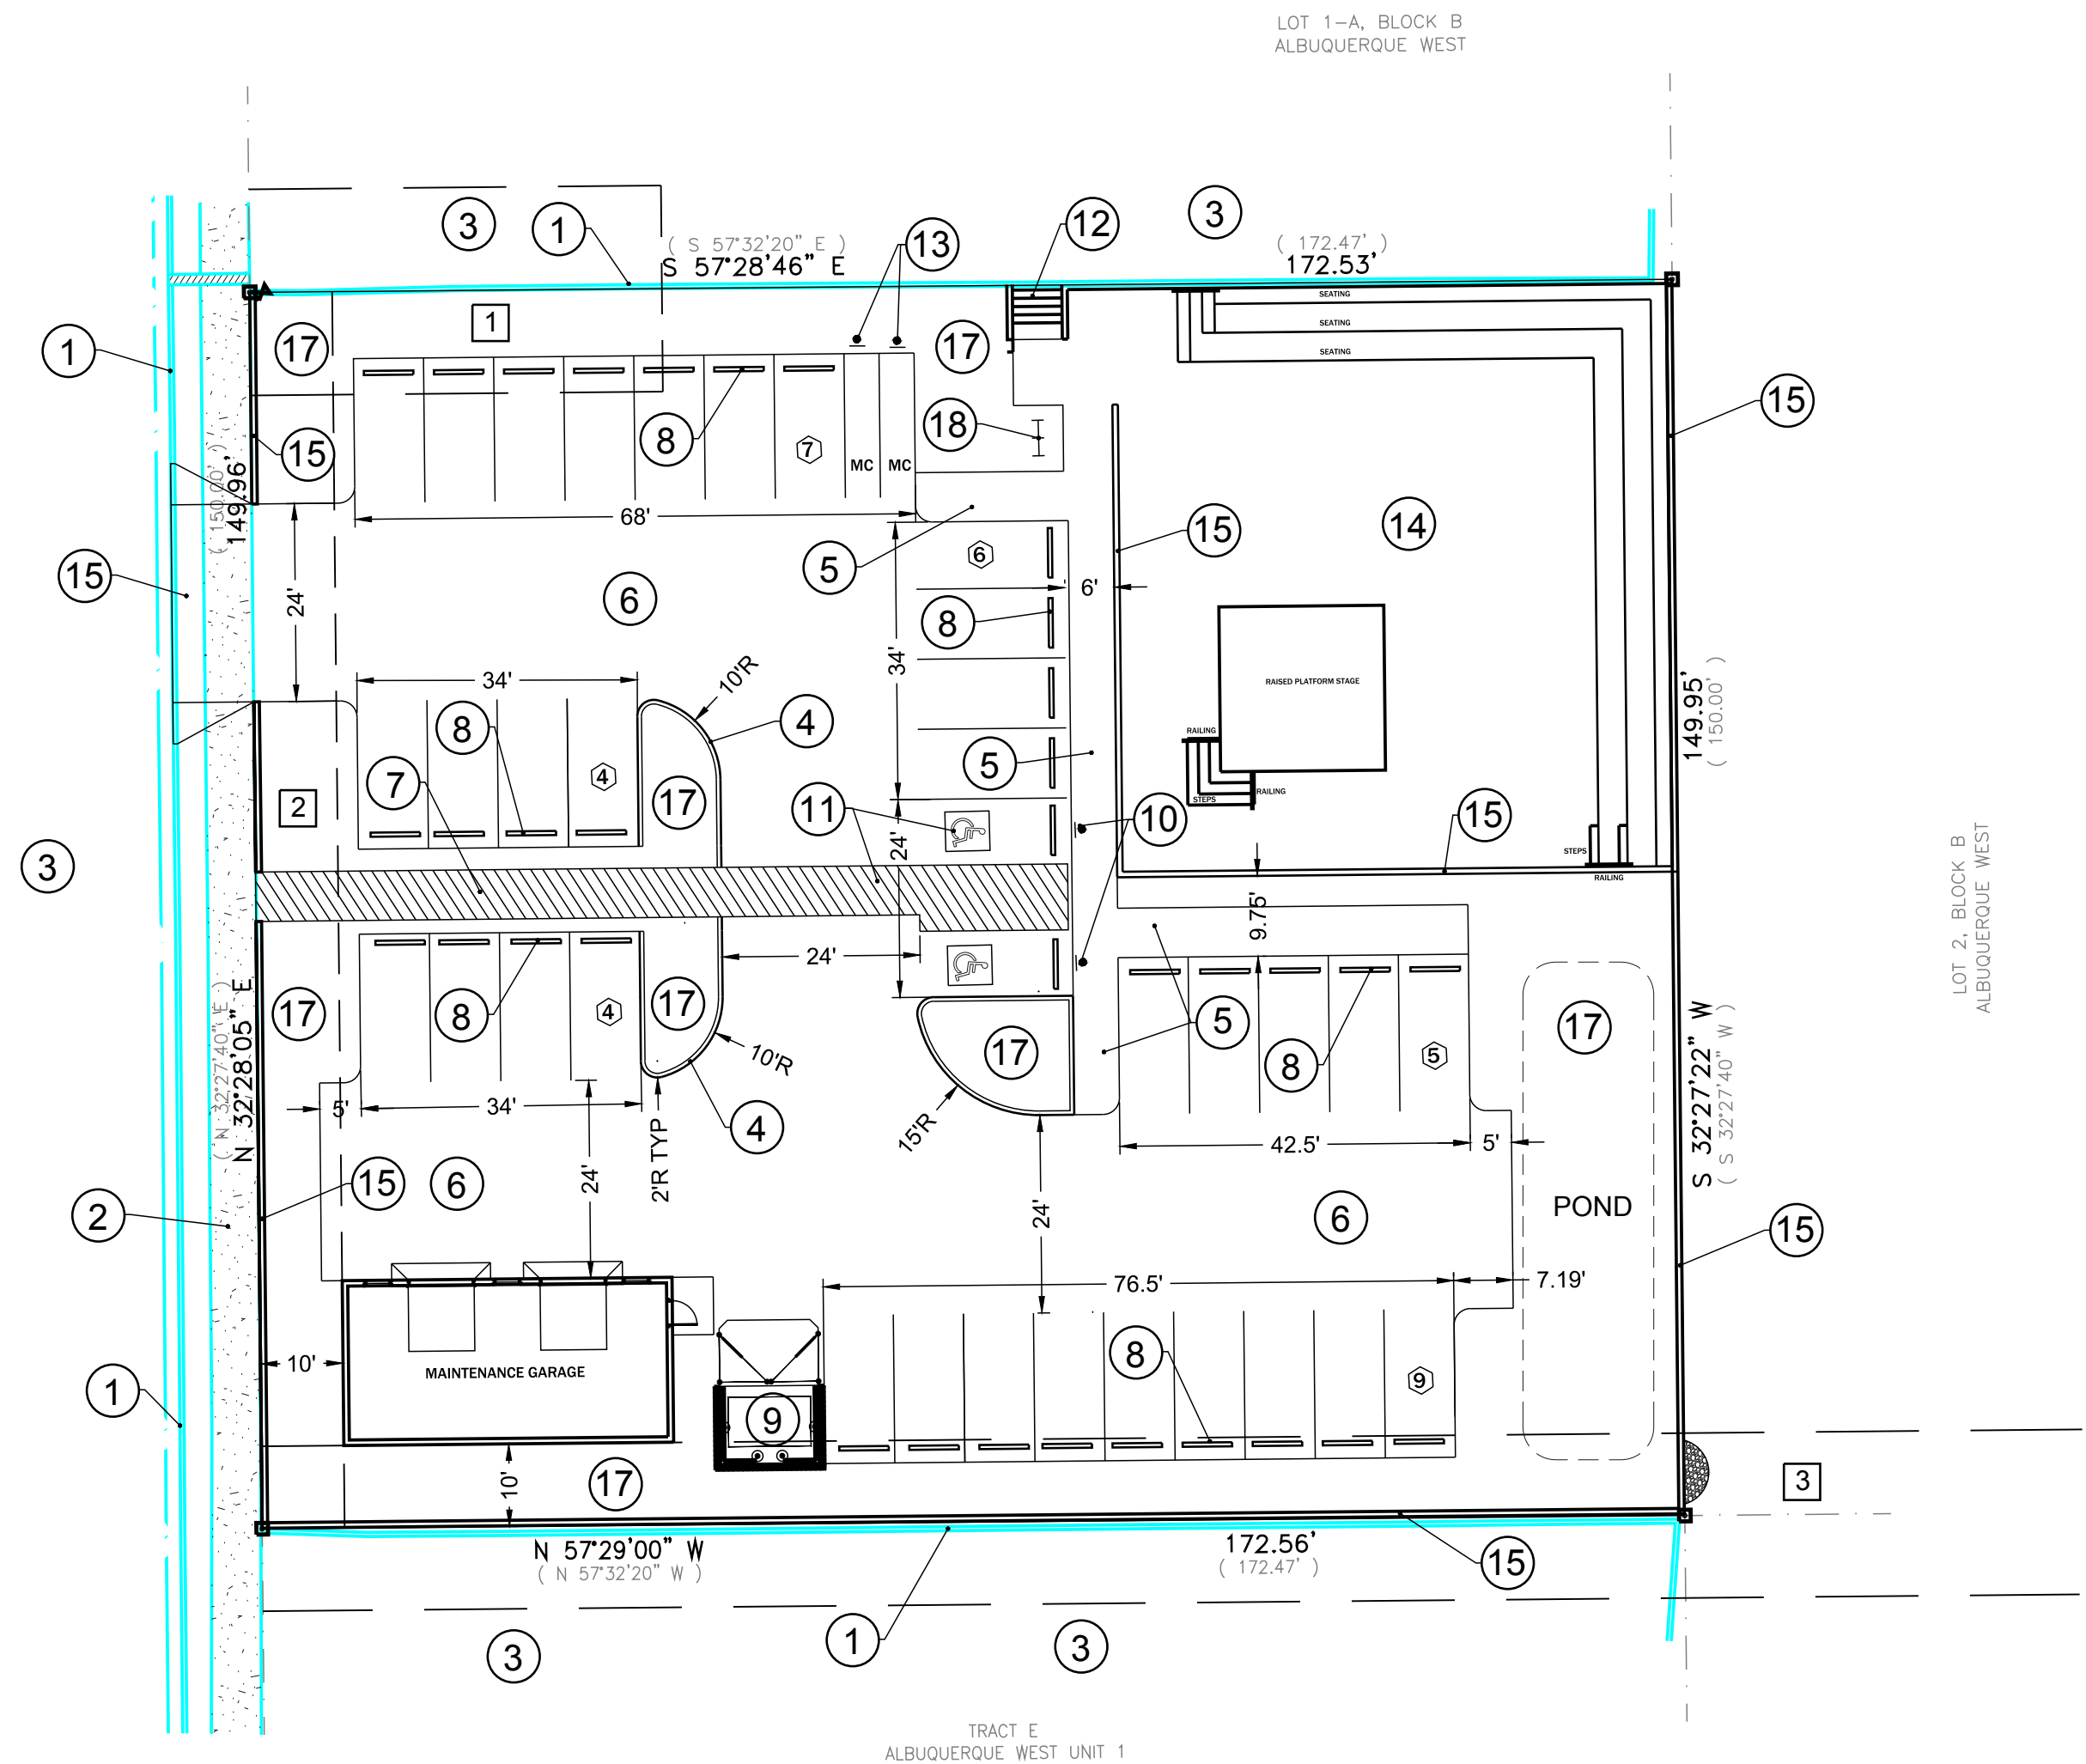 LOT 1-A, BLOCK B
ALBUQUERQUE WEST
3
1
12
3
13
( S 57°32'20" E )
S 57°28'46" E
( 172.47' )
172.53'
SEATING
SEATING
SEATING
1
17
17
1
15
15
8
18
7
MC
MC
( 150.00' )
149.96'
68'
15
14
6
5
15
6'
24'
6
8
34'
34'
10'R
RAISED PLATFORM STAGE
149.95'
( 150.00' )
8
4
5
RAILING
7
4
17
11
2
STEPS
RAILING
10
15
3
24'
STEPS
RAILING
LOT 2, BLOCK B
ALBUQUERQUE WEST
9.75'
24'
17
8
4
17
( N 32°27'40" E )
N 32°28'05" E
17
5
8
5
17
10'R
S 32°27'22" W
( S 32°27'40" W )
5'
34'
4
15'R
42.5'
5'
24'
2'R TYP
15
6
24'
6
POND
2
15
76.5'
7.19'
10'
MAINTENANCE GARAGE
8
9
1
9
10'
17
3
N 57°29'00" W
( N 57°32'20" W )
172.56'
( 172.47' )
15
3
1
3
TRACT E
ALBUQUERQUE WEST UNIT 1